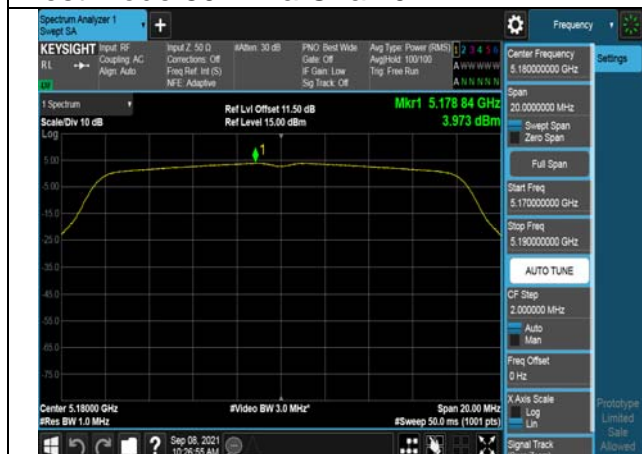 Spectrum Analyzer 1
Swept SA
+
Frequency
KEYSIGHT
RL
Input: RF
Coupling: AC
Align: Auto
Input Z: 50 Ω
Corrections: Off
Freq Ref: Int (S)
NFE: Adaptive
#Atten: 30 dB
PNO: Best Wide
Gate: Off
IF Gain: Low
Sig Track: Off
Avg Type: Power (RMS)
Avg|Hold: 100/100
Trig: Free Run
1 2 3 4 5 6
A W W W W W
A N N N N N
1 Spectrum
Scale/Div 10 dB
Log
Ref Lvl Offset 11.50 dB
Ref Level 15.00 dBm
Mkr1 5.178 84 GHz
3.973 dBm
1
5.00
-5.00
-15.0
-25.0
-35.0
-45.0
-55.0
-65.0
-75.0
Center 5.18000 GHz
#Res BW 1.0 MHz
#Video BW 3.0 MHz*
Span 20.00 MHz
#Sweep 50.0 ms (1001 pts)
Sep 08, 2021
10:26:55 AM
?
Center Frequency
5.180000000 GHz
Settings
Span
20.0000000 MHz
Swept Span
Zero Span
Full Span
Start Freq
5.170000000 GHz
Stop Freq
5.190000000 GHz
AUTO TUNE
CF Step
2.000000 MHz
Auto
Man
Freq Offset
0 Hz
X Axis Scale
Log
Lin
Signal Track
Prototype
Limited
Sale
Allowed